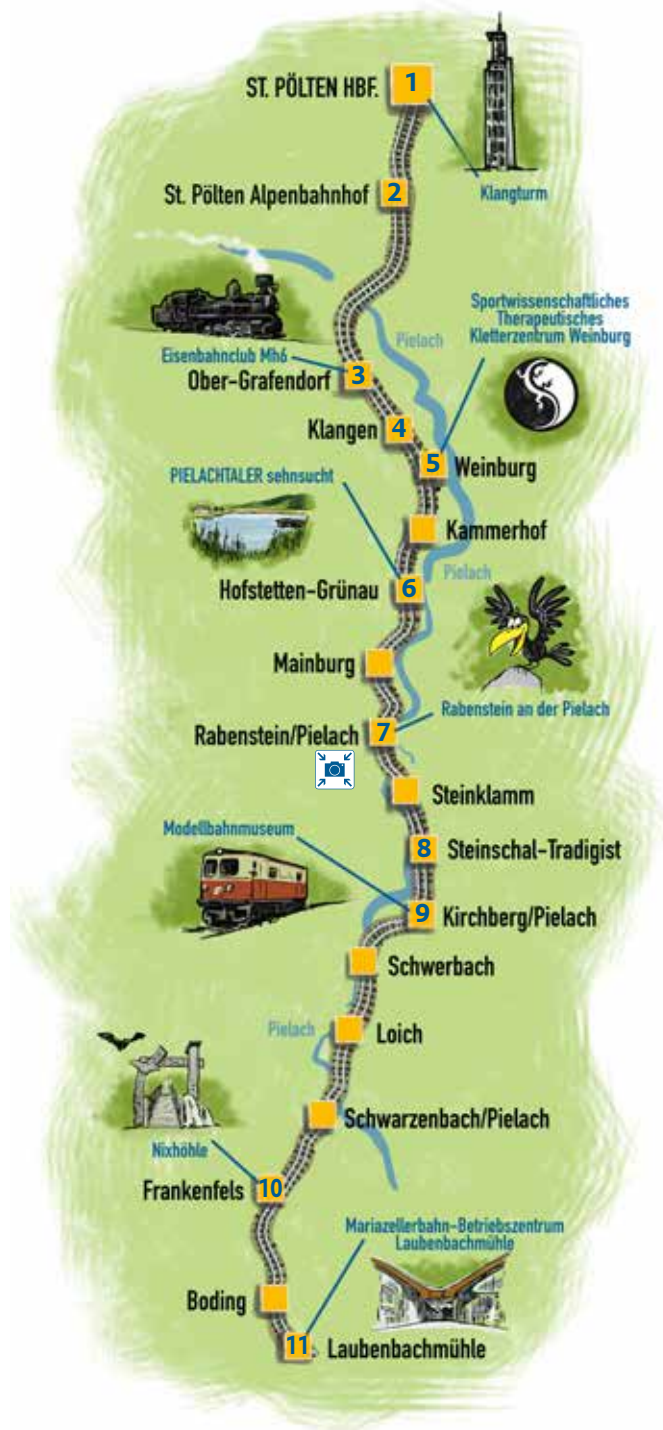 ST. PÖLTEN HBF.
1
Klangturm
St. Pölten Alpenbahnhof
2
Sportwissenschaftliches
Therapeutisches
Kletterzentrum Weinburg
Pielach
Eisenbahnclub Mh6
Ober-Grafendorf
3
Klangen
4
5
Weinburg
PIELACHTALER sehnsucht
Kammerhof
Pielach
Hofstetten-Grünau
6
Mainburg
Rabenstein an der Pielach
Rabenstein/Pielach
7
Steinklamm
Modellbahnmuseum
8
Steinschal-Tradigist
9
Kirchberg/Pielach
Schwerbach
Pielach
Loich
Schwarzenbach/Pielach
Nixhöhle
Frankenfels
10
Mariazellerbahn-Betriebszentrum
Laubenbachmühle
Boding
11
Laubenbachmühle